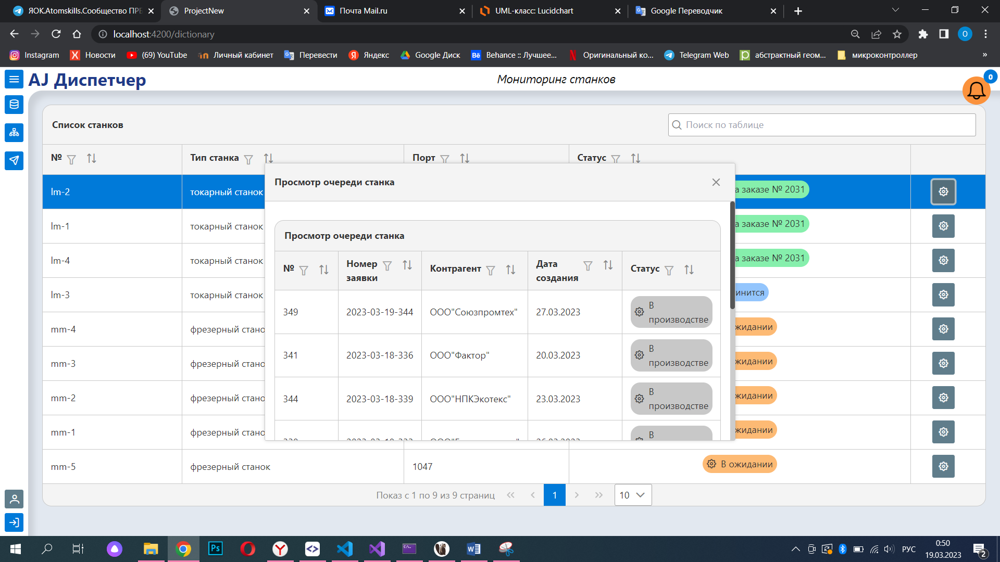 ЯОК.Atomskills.Сообщество ПРЕ
ProjectNew
Почта Mail.ru
UML-класс: Lucidchart
Google Переводчик
localhost:4200/dictionary
O
Instagram
Новости
(69) YouTube
Личный кабинет
Перевести
Яндекс
Google Диск
Behance :: Лучшее...
Оригинальный ко...
Telegram Web
абстрактный геом...
микроконтроллер
»
AJ Диспетчер
Мониторинг станков
0
Список станков
Поиск по таблице
№
Тип станка
Порт
Статус
lm-2
токарный станок
а заказе № 2031
lm-1
токарный станок
а заказе № 2031
lm-4
токарный станок
а заказе № 2031
lm-3
токарный станок
инится
mm-4
фрезерный стано
жидании
mm-3
фрезерный стано
жидании
mm-2
фрезерный стано
жидании
mm-1
фрезерный стано
жидании
mm-5
фрезерный станок
1047
В ожидании
Просмотр очереди станка
Просмотр очереди станка
№
Номер
заявки
Контрагент
Дата
создания
Статус
349
2023-03-19-344
ООО"Союзпромтех"
27.03.2023
В
производстве
341
2023-03-18-336
ООО"Фактор"
20.03.2023
В
производстве
344
2023-03-18-339
ООО"НПКЭкотекс"
23.03.2023
В
производстве
В
Показ с 1 по 9 из 9 страниц
1
10
РУС
0:50
19.03.2023
2